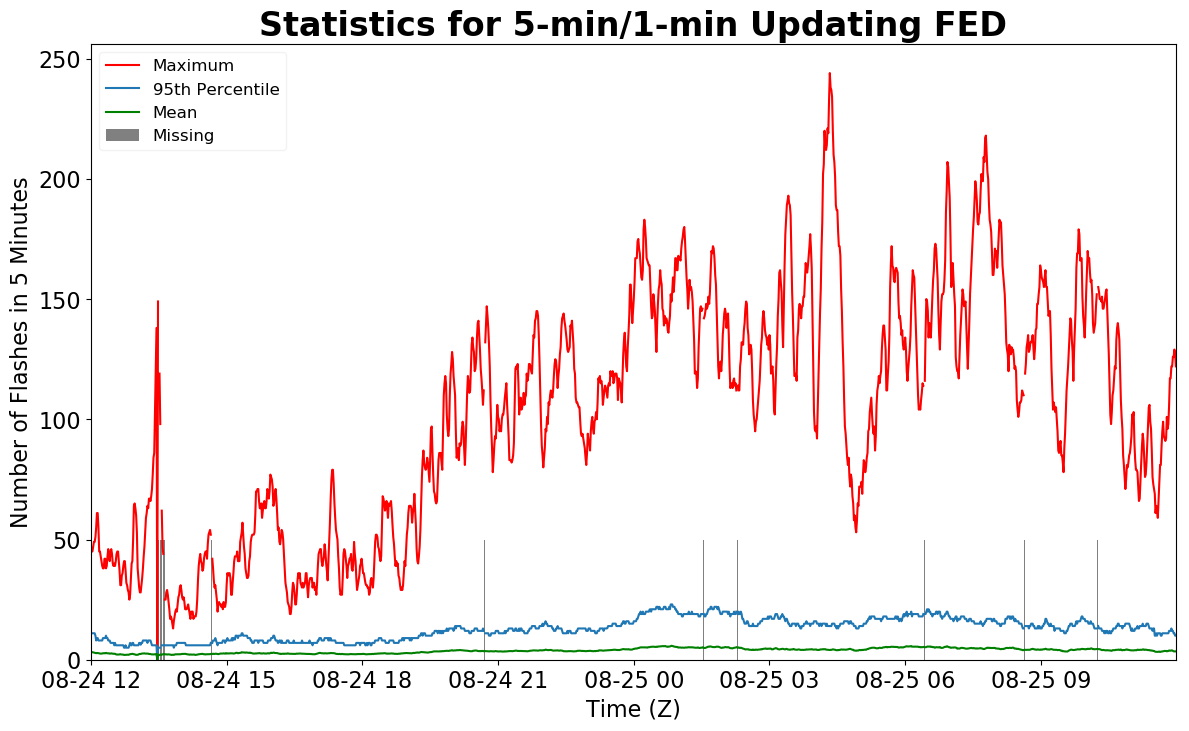 Statistics for 5-min/1-min Updating FED
Maximum
95th Percentile
Mean
Missing
Number of Flashes in 5 Minutes
250
200
150
100
50
0
08-24 12 08-24 15 08-24 18 08-24 21 08-25 00 08-25 03 08-25 06 08-25 09
Time (Z)